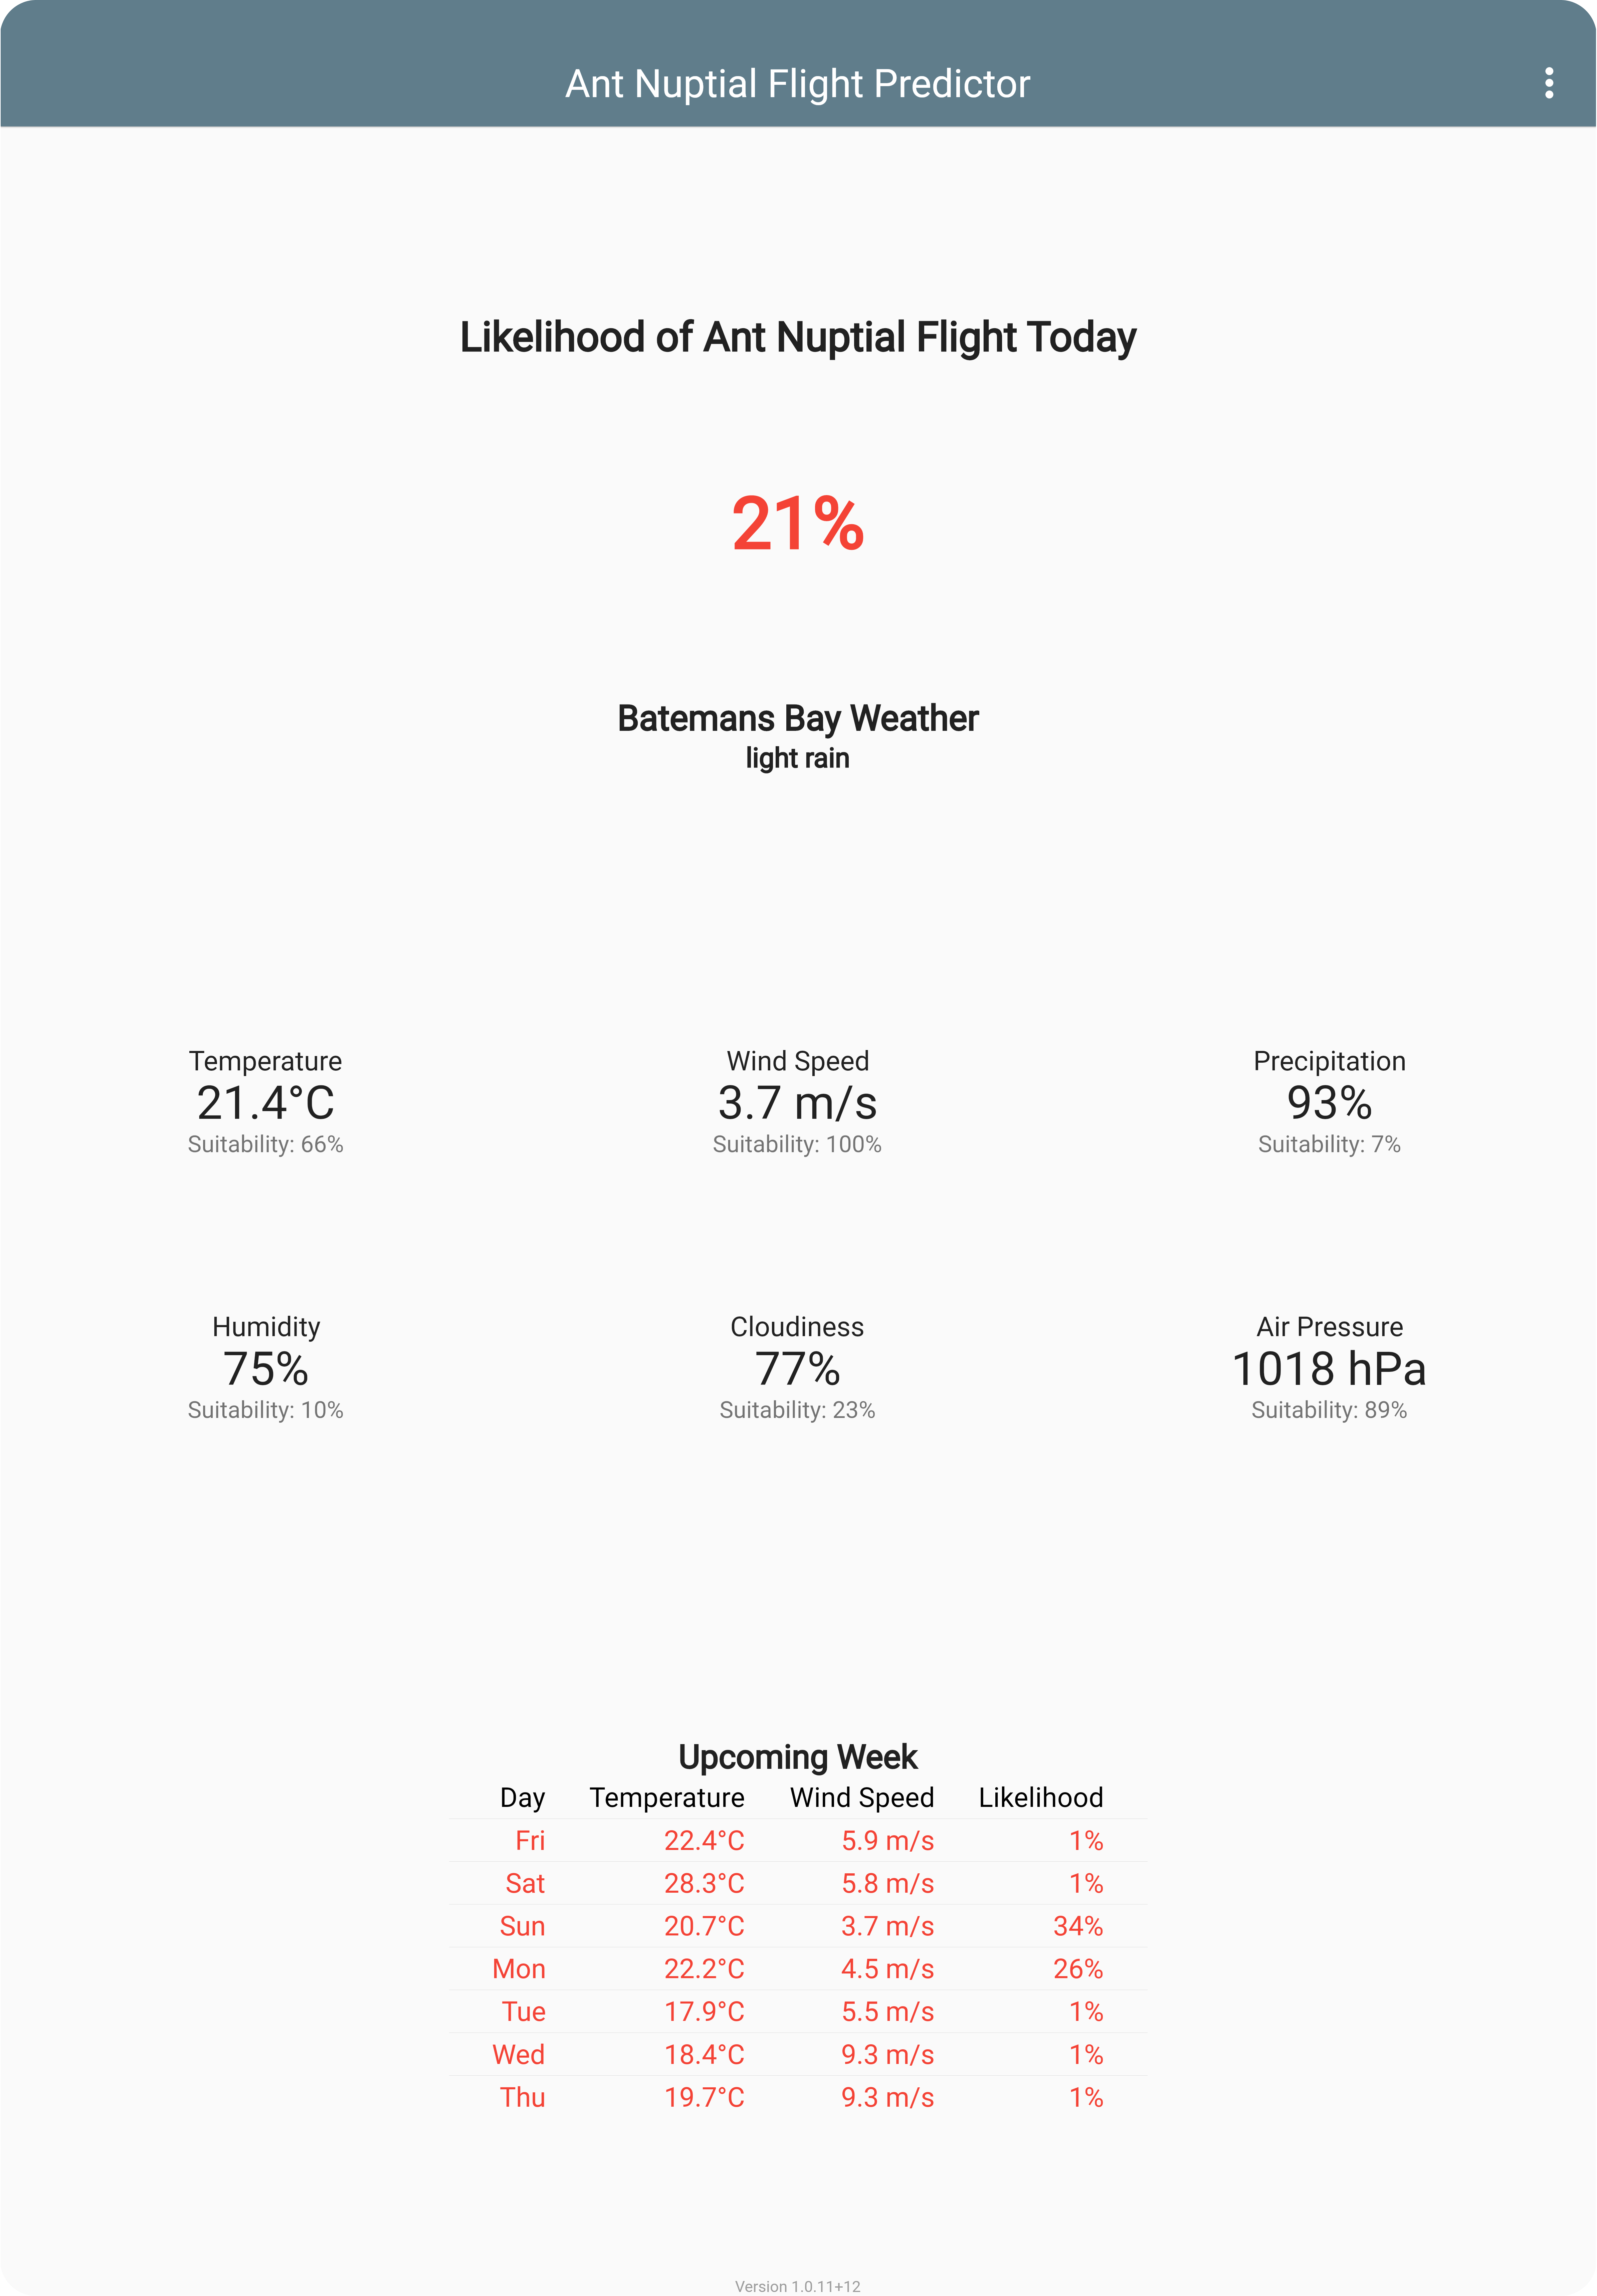 Ant Nuptial Flight Predictor
Likelihood of Ant Nuptial Flight Today
21%
Batemans Bay Weather
light rain
Temperature Wind Speed Precipitation
21.4°C 3.7 m/s 93%
Suitability: 66% Suitability: 100% Suitability: 7%
Humidity Cloudiness Air Pressure
75% 77% 1018 hPa
Suitability: 10% Suitability: 23% Suitability: 89%
Upcoming Week
Day Temperature Wind Speed Likelihood
Fri 22.4°C 5.9 m/s 1%
Sat 28.3°C 5.8 m/s 1%
Sun 20.7°C 3.7 m/s 34%
Mon 22.2°C 4.5 m/s 26%
Tue 17.9°C 5.5 m/s 1%
Wed 18.4°C 9.3 m/s 1%
Thu 19.7°C 9.3 m/s 1%
Version 1.0.11+12